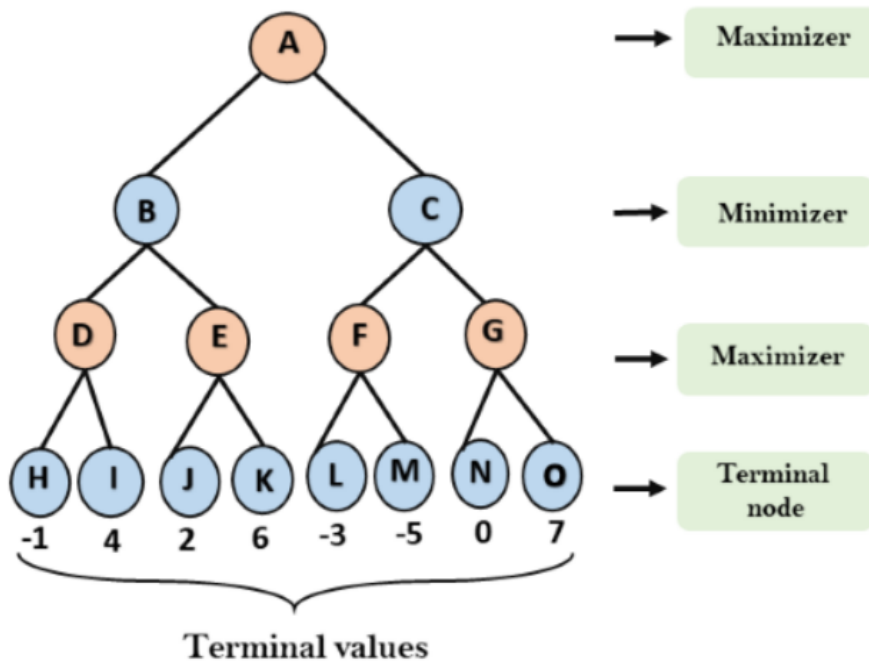 A
Maximizer
B
C
Minimizer
D
E
F
G
Maximizer
H
I
J
K
L
M
N
O
Terminal
node
-1
4
2
6
-3
-5
0
7
Terminal values